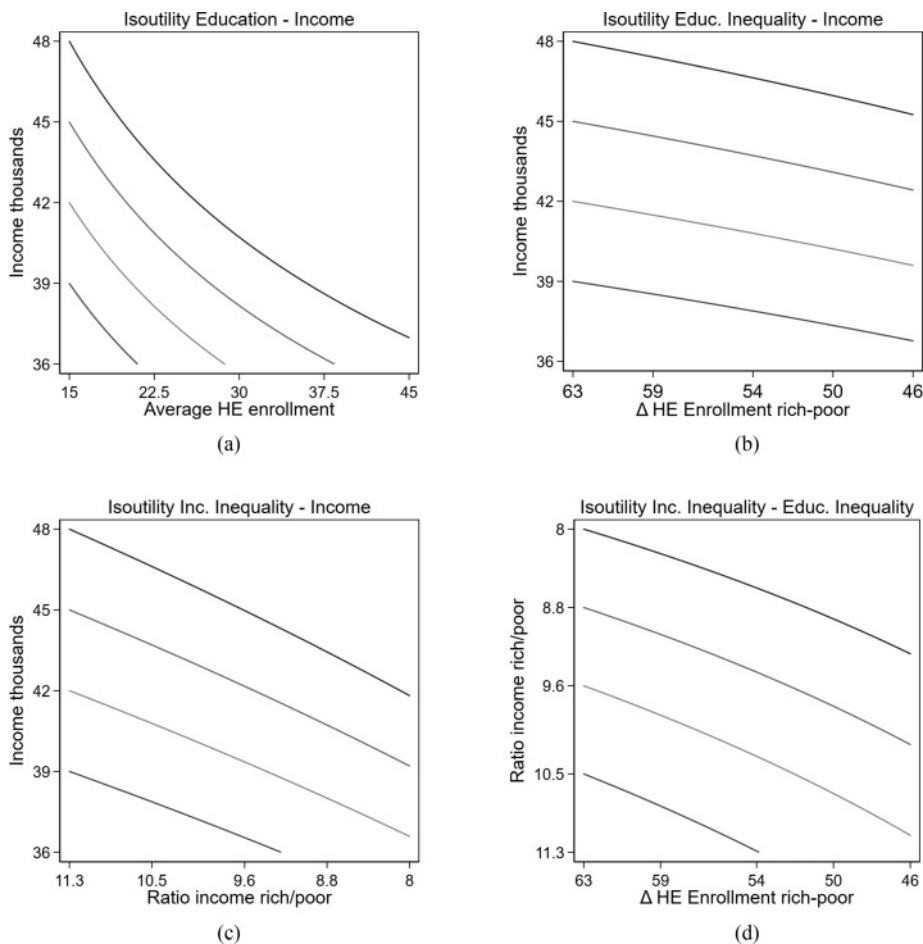 Isoutility Education - Income
Income thousands
48
45
42
39
36
15 22.5 30 37.5 45
Average HE enrollment
(a)
Isoutility Educ. Inequality - Income
Income thousands
48
45
42
39
36
63 59 54 50 46
Δ HE Enrollment rich-poor
(b)
Isoutility Inc. Inequality - Income
Income thousands
48
45
42
39
36
11.3 10.5 9.6 8.8 8
Ratio income rich/poor
(c)
Isoutility Inc. Inequality - Educ. Inequality
Ratio income rich/poor
8
8.8
9.6
10.5
11.3
63 59 54 50 46
Δ HE Enrollment rich-poor
(d)